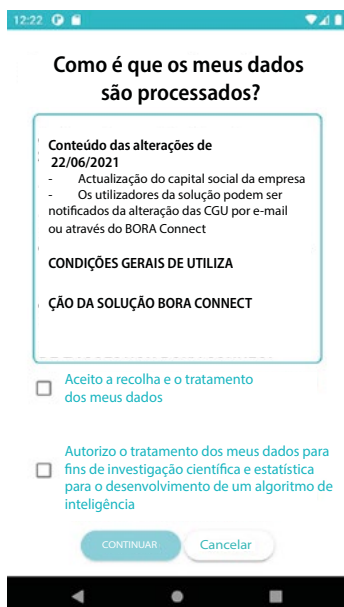 12:22
Como é que os meus dados
são processados?
Conteúdo das alterações de
22/06/2021
- Actualização do capital social da empresa
- Os utilizadores da solução podem ser
notificados da alteração das CGU por e-mail
ou através do BORA Connect
CONDIÇÕES GERAIS DE UTILIZA
ÇÃO DA SOLUÇÃO BORA CONNECT
Aceito a recolha e o tratamento
dos meus dados
Autorizo o tratamento dos meus dados para
fins de investigação científica e estatística
para o desenvolvimento de um algoritmo de
inteligência
CONTINUAR
Cancelar